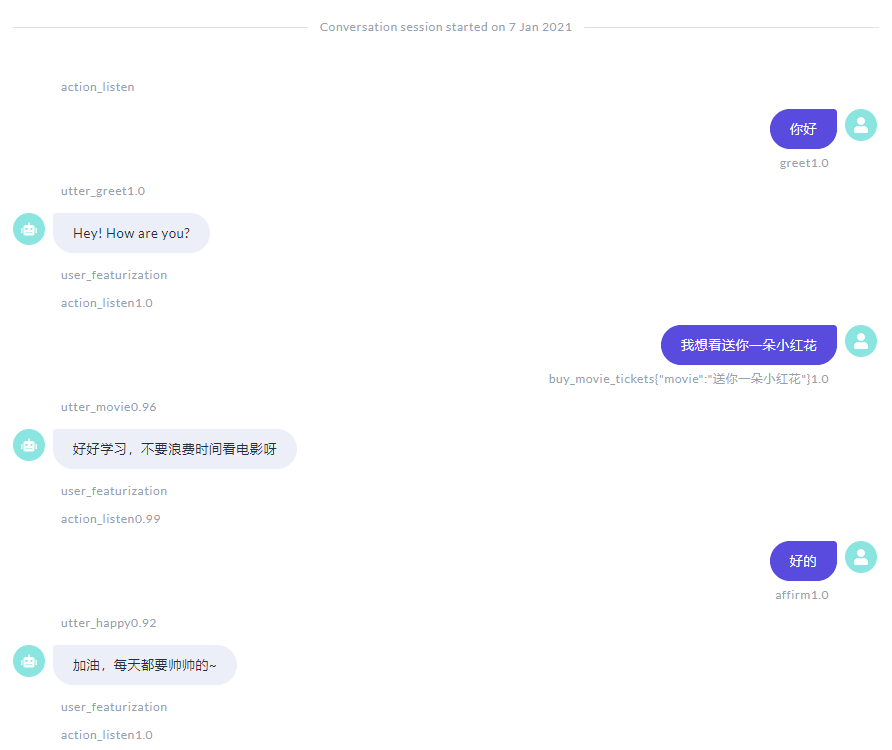 Conversation session started on 7 Jan 2021
action_listen
你好
greet1.0
utter_greet1.0
Hey! How are you?
user_featurization
action_listen1.0
我想看送你一朵小红花
buy_movie_tickets{"movie":"送你一朵小红花"}1.0
utter_movie0.96
好好学习，不要浪费时间看电影呀
user_featurization
action_listen0.99
好的
affirm1.0
utter_happy0.92
加油，每天都要帅帅的~
user_featurization
action_listen1.0